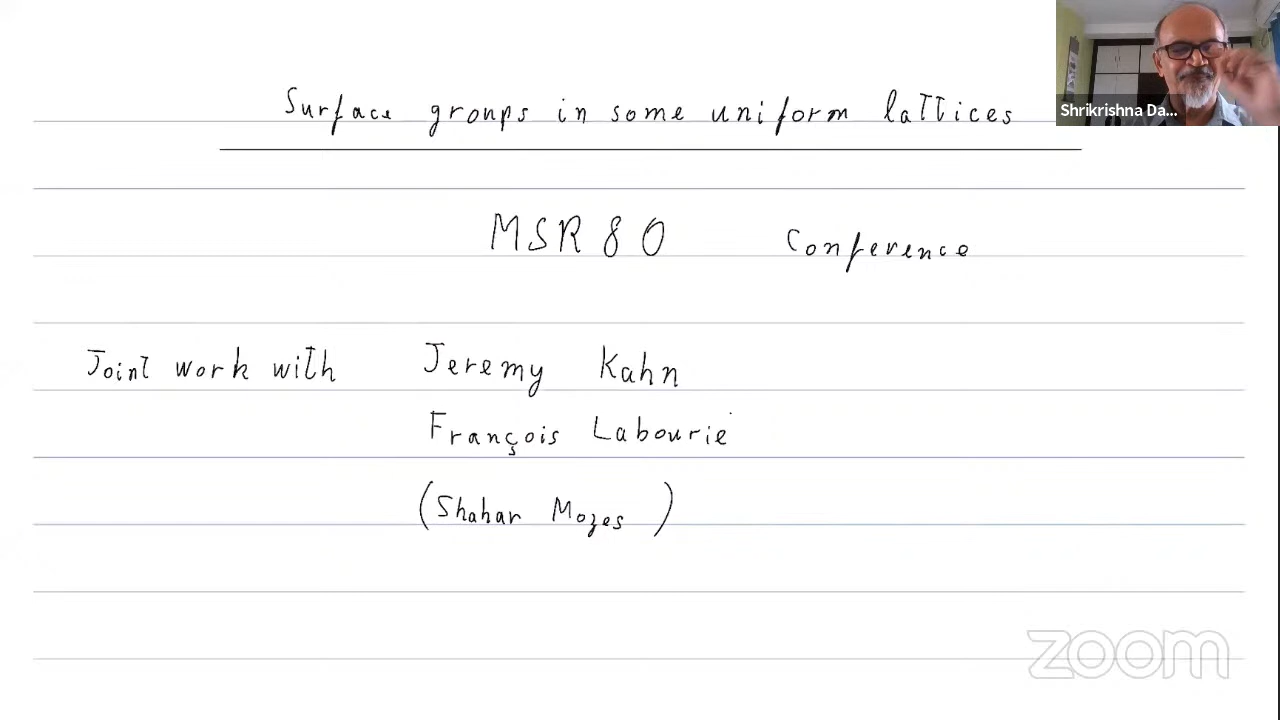 Surface groups in some uniform lattices
Shrikrishna Da...
MSR 80 Conference
Joint work with Jeremy Kahn
François Labourie
(Shahar Mozes)
zoom